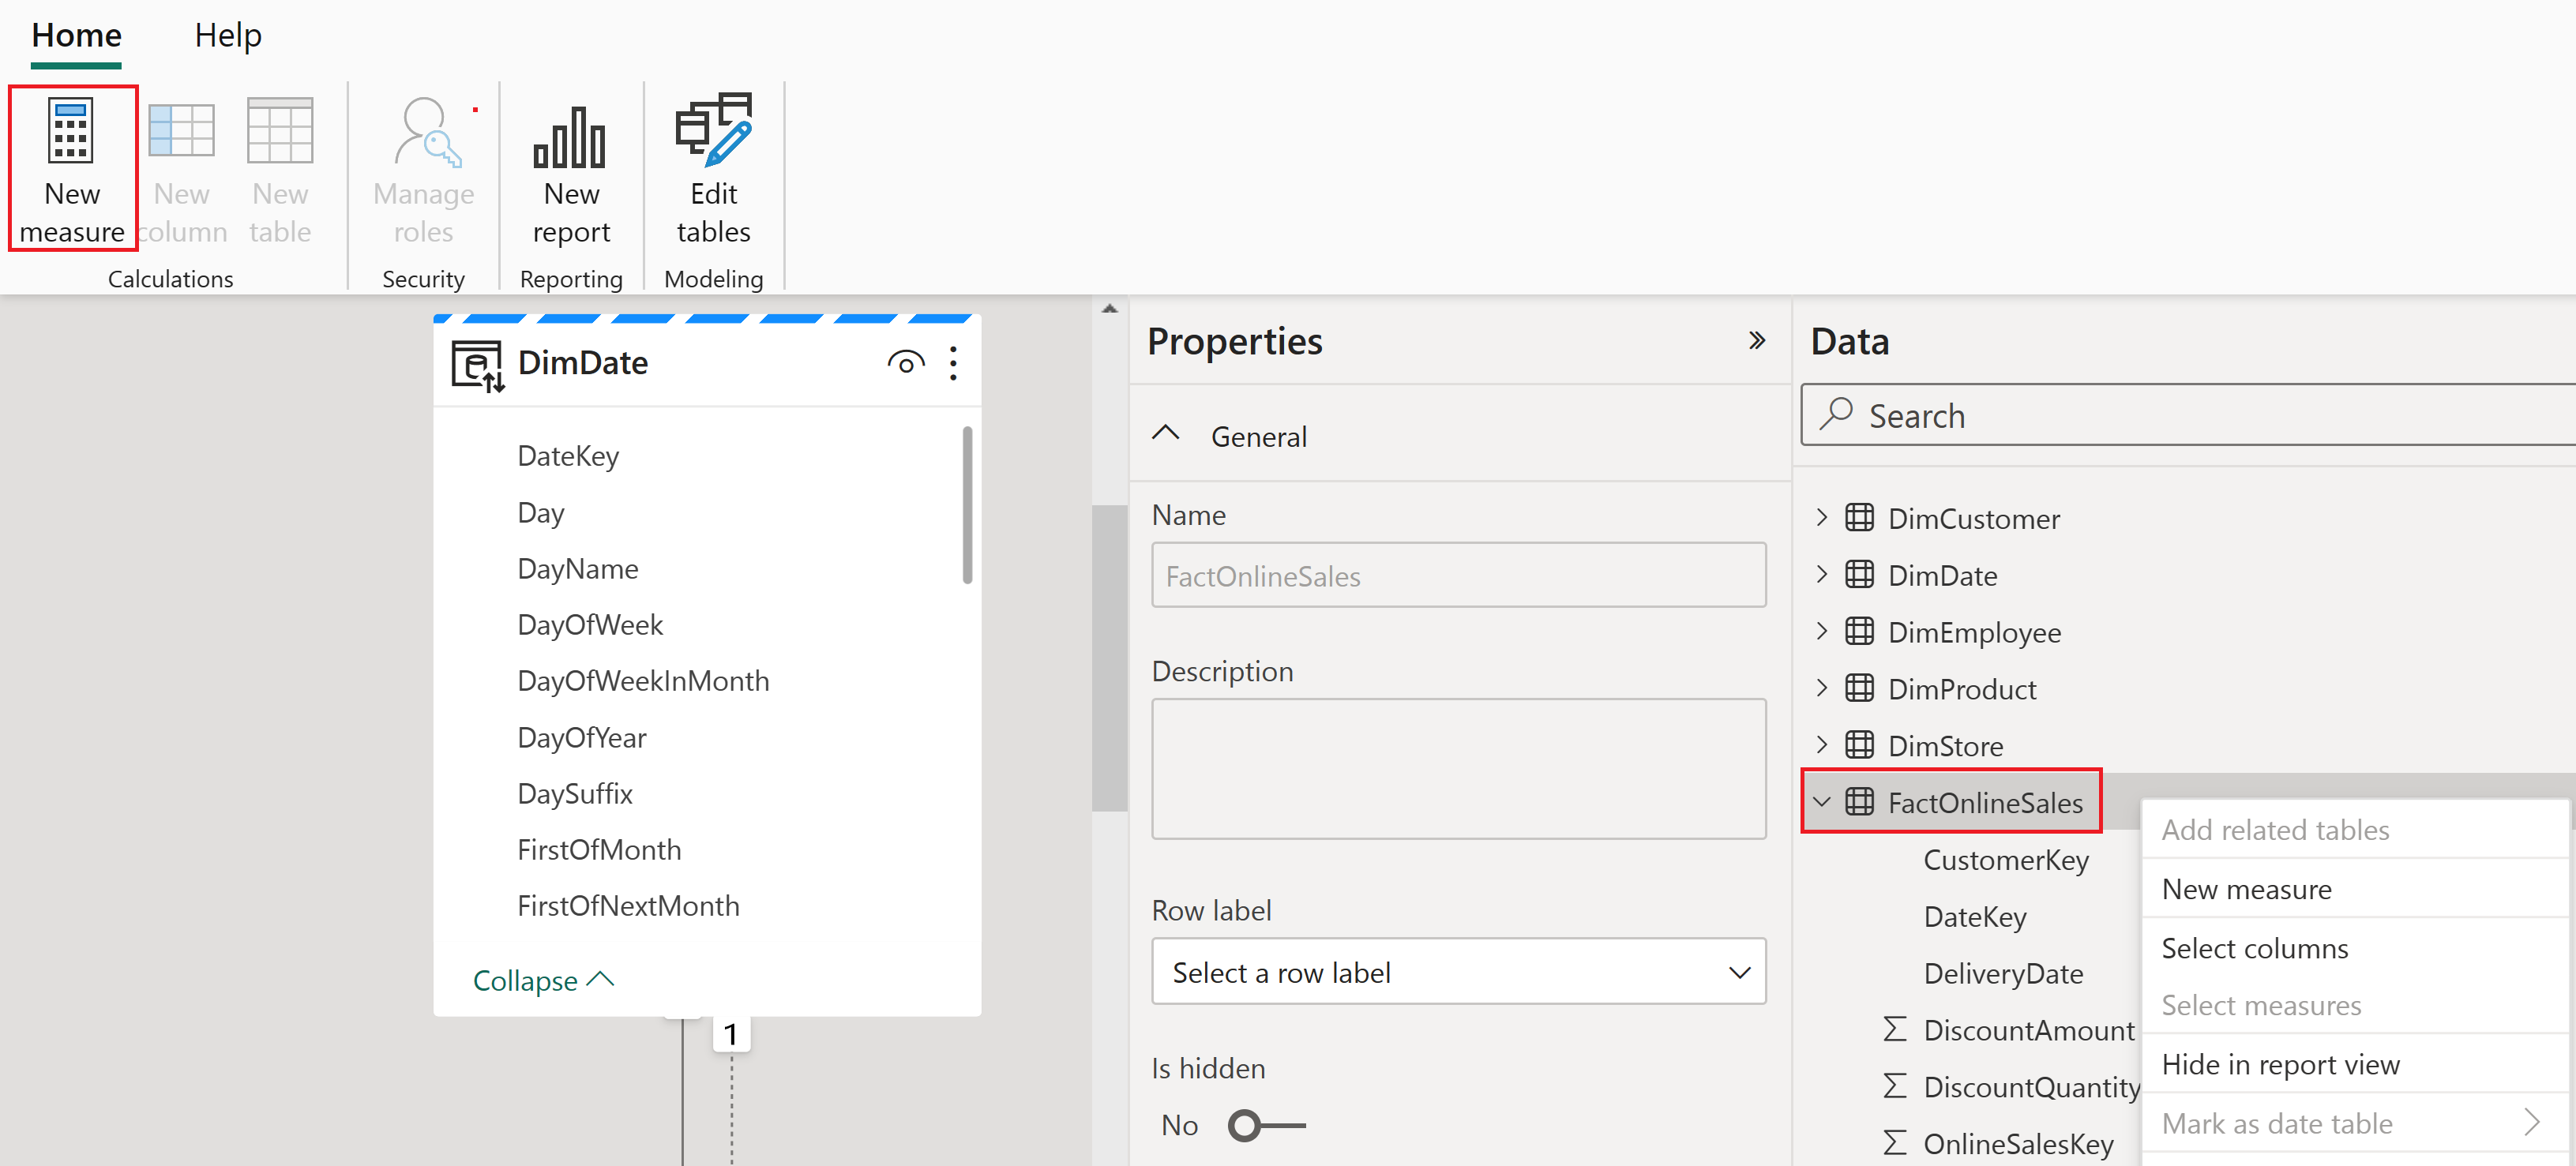 Home
Help
New
measure
New
column
New
table
Calculations
Manage
roles
Security
New
report
Reporting
Edit
tables
Modeling
DimDate
DateKey
Day
DayName
DayOfWeek
DayOfWeekInMonth
DayOfYear
DaySuffix
FirstOfMonth
FirstOfNextMonth
Collapse
1
Properties
General
Name
FactOnlineSales
Description
Row label
Select a row label
Is hidden
No
Data
Search
DimCustomer
DimDate
DimEmployee
DimProduct
DimStore
FactOnlineSales
CustomerKey
DateKey
DeliveryDate
DiscountAmount
DiscountQuantity
OnlineSalesKey
Add related tables
New measure
Select columns
Select measures
Hide in report view
Mark as date table